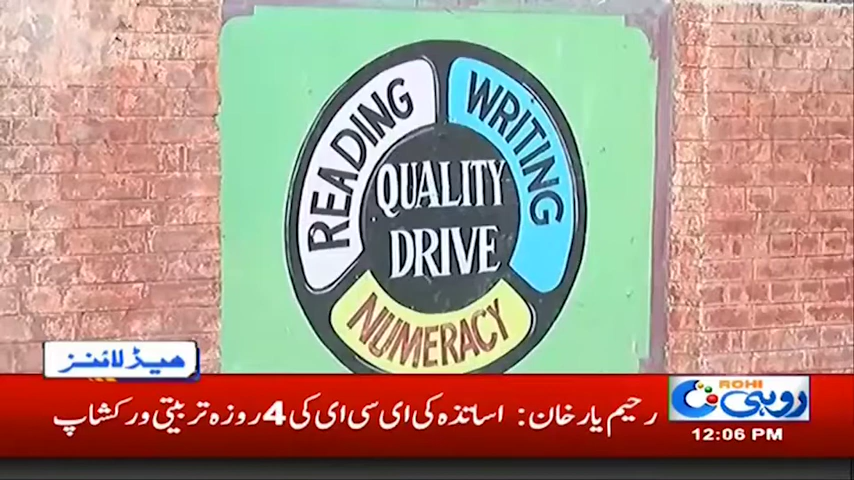 READING
WRITING
QUALITY
DRIVE
NUMERACY
ھیڈلائنز
رحیم یار خان: اساتذہ کی ای سی ای کی 4 روزہ تربیتی ورکشاپ
ROHI
روہی
12:06 PM